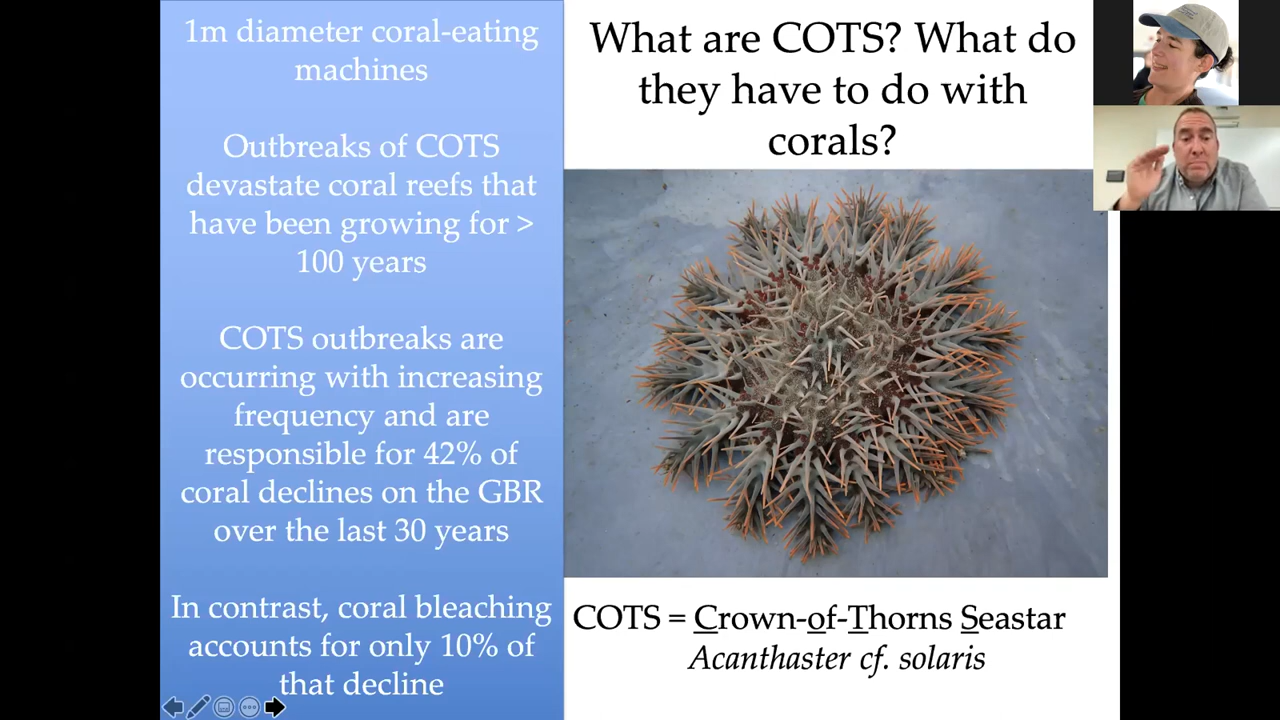 1m diameter coral-eating
machines
Outbreaks of COTS
devastate coral reefs that
have been growing for >
100 years
COTS outbreaks are
occurring with increasing
frequency and are
responsible for 42% of
coral declines on the GBR
over the last 30 years
In contrast, coral bleaching
accounts for only 10% of
that decline
What are COTS? What do
they have to do with
corals?
COTS = Crown-of-Thorns Seastar
Acanthaster cf. solaris